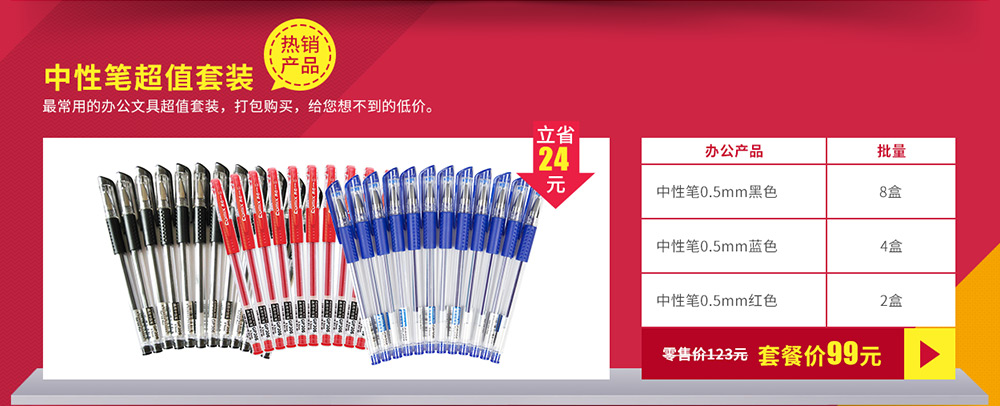 热销
产品
中性笔超值套装
最常用的办公文具超值套装，打包购买，给您想不到的低价。
立省
24
元
办公产品 批量
中性笔0.5mm黑色 8盒
中性笔0.5mm蓝色 4盒
中性笔0.5mm红色 2盒
零售价123元 套餐价99元